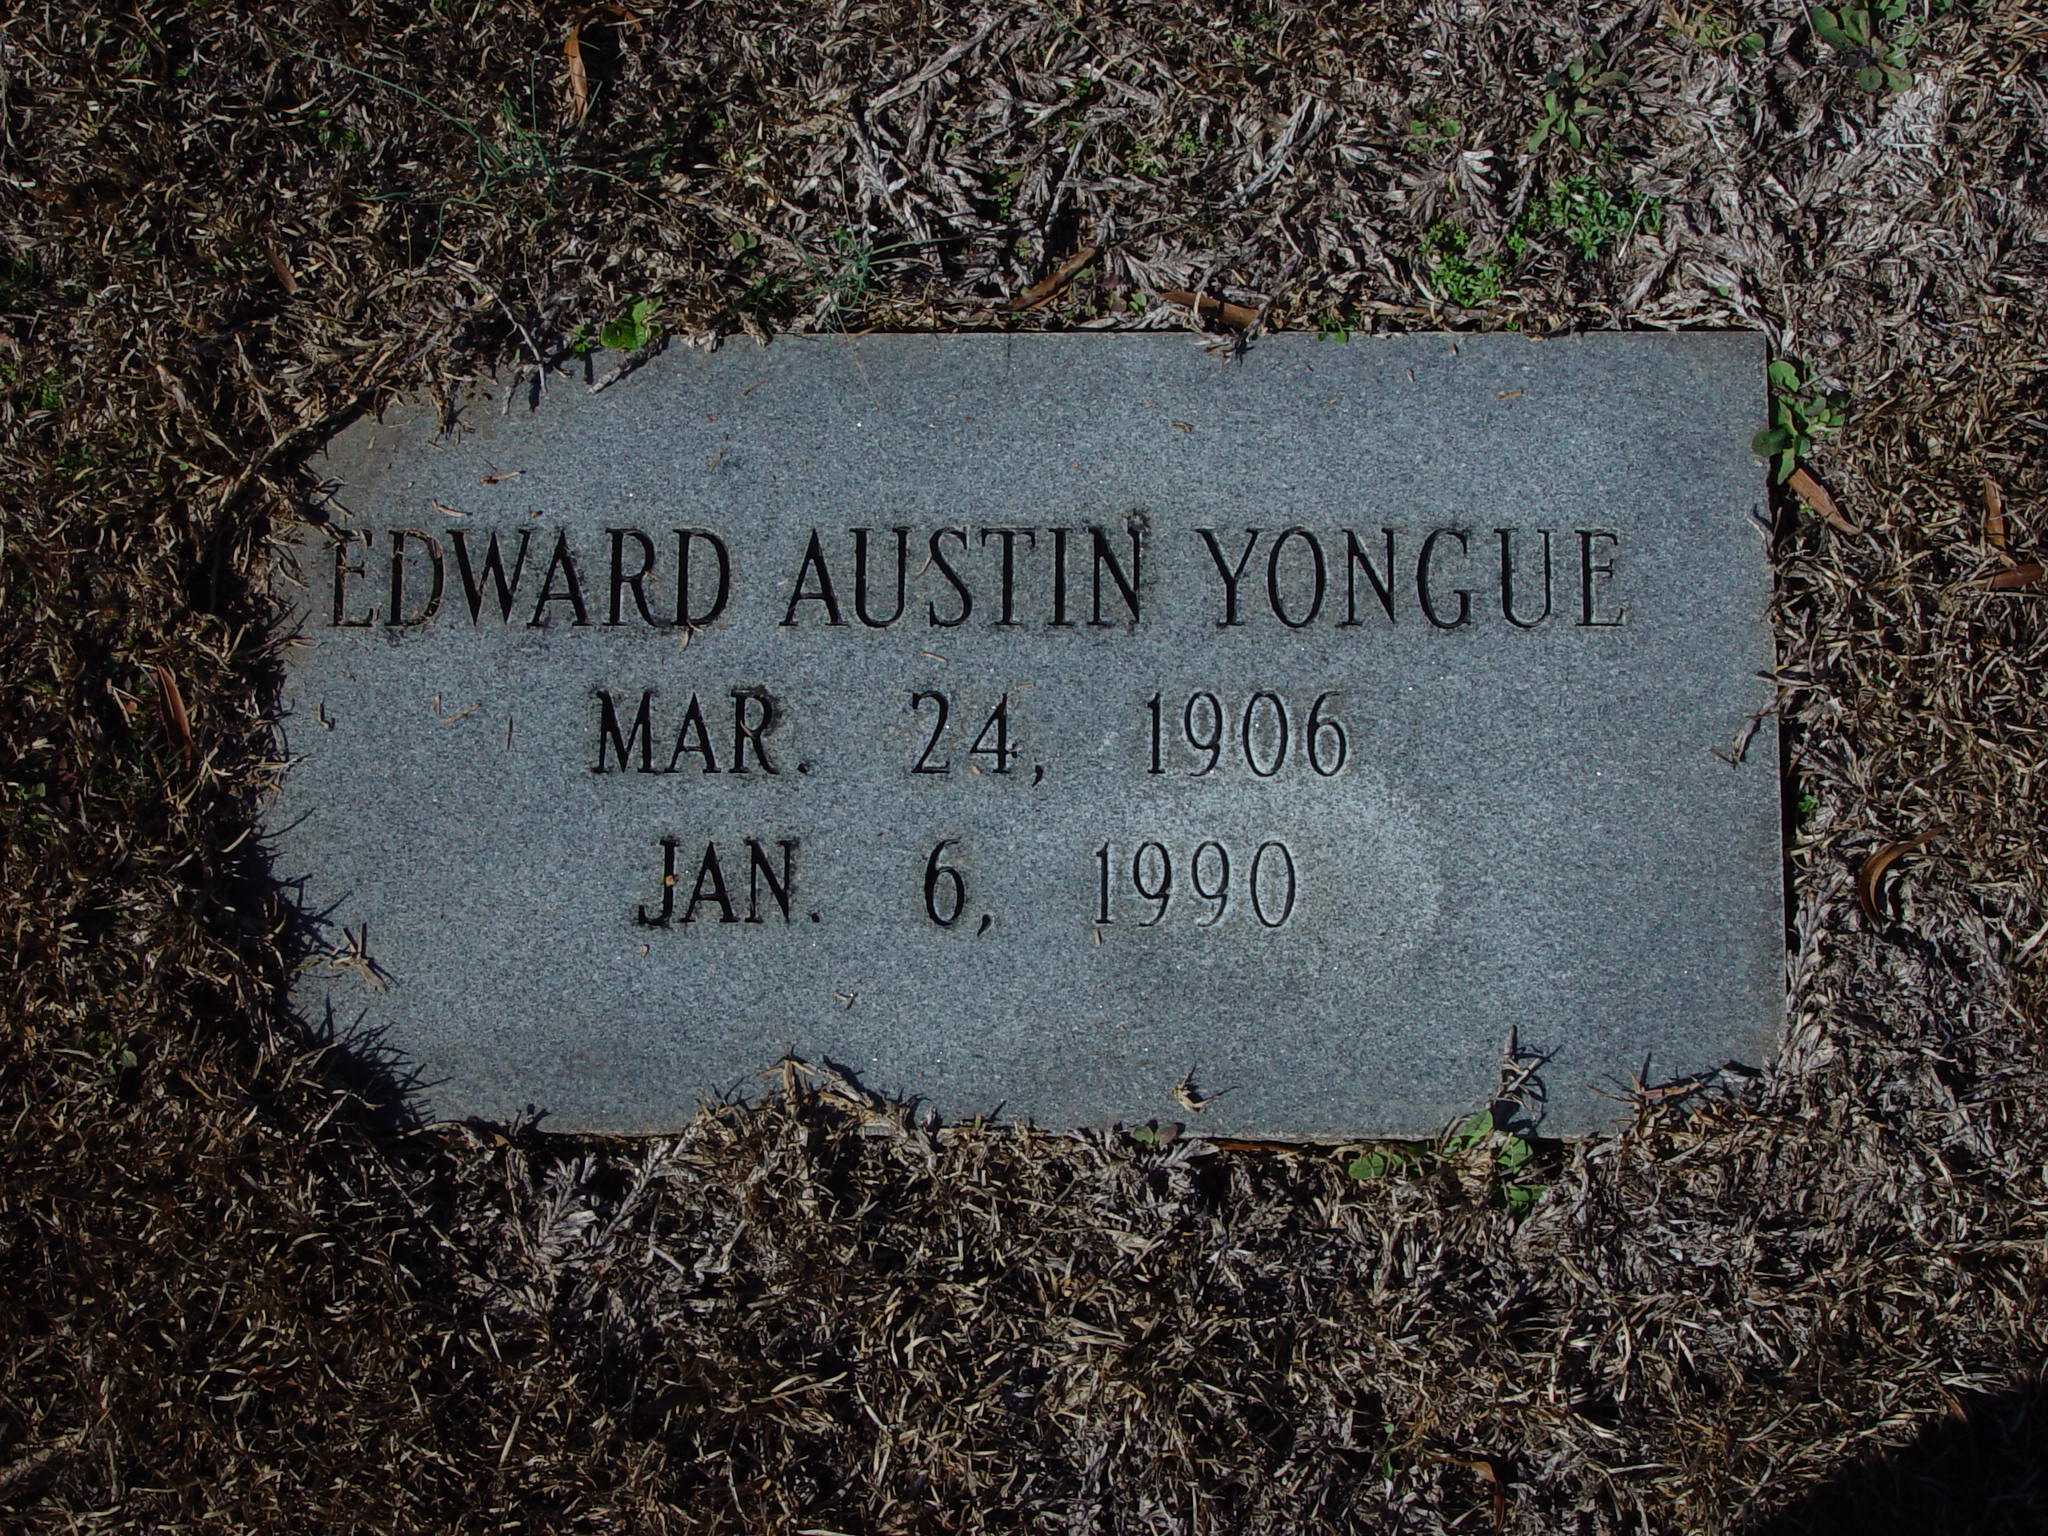 EDWARD AUSTIN YONGUE
MAR. 24, 1906
JAN. 6, 1990